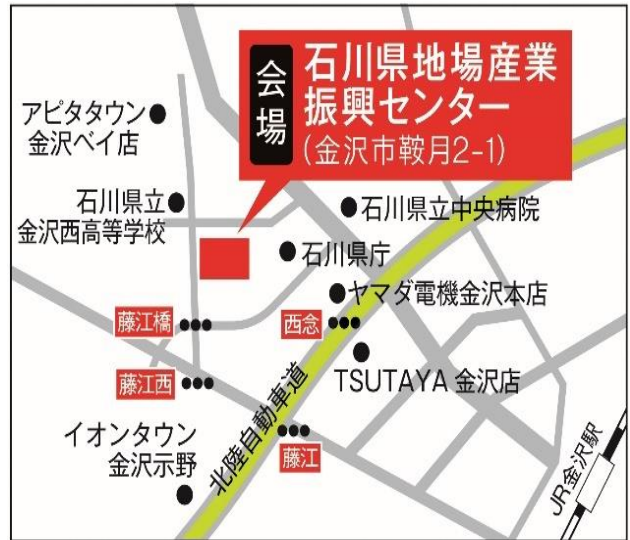 会場
石川県地場産業
振興センター
(金沢市鞍月2-1)
アピタタウン
金沢ベイ店
石川県立
金沢西高等学校
石川県立中央病院
石川県庁
ヤマダ電機金沢本店
藤江橋
西念
藤江西
TSUTAYA 金沢店
イオンタウン
金沢示野
北陸自動車道
藤江
JR金沢駅